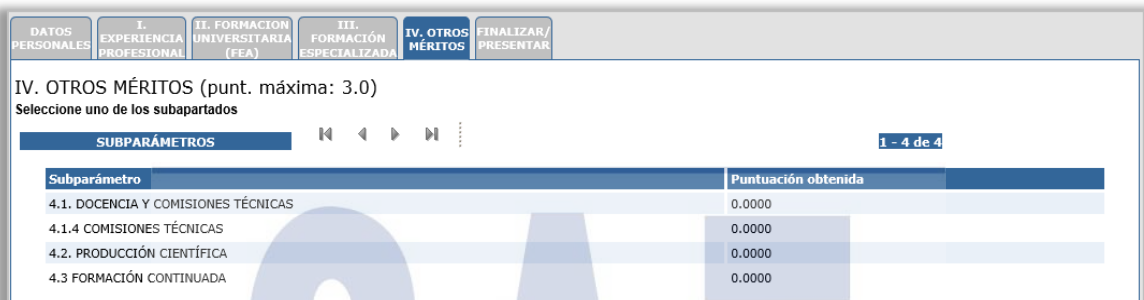 DATOS
PERSONALES
I.
EXPERIENCIA
PROFESIONAL
II. FORMACION
UNIVERSITARIA
(FEA)
III.
FORMACIÓN
ESPECIALIZADA
IV. OTROS
MÉRITOS
FINALIZAR/
PRESENTAR
IV. OTROS MÉRITOS (punt. máxima: 3.0)
Seleccione uno de los subapartados
SUBPARÁMETROS 1 - 4 de 4
Subparámetro Puntuación obtenida
4.1. DOCENCIA Y COMISIONES TÉCNICAS 0.0000
4.1.4 COMISIONES TÉCNICAS 0.0000
4.2. PRODUCCIÓN CIENTÍFICA 0.0000
4.3 FORMACIÓN CONTINUADA 0.0000